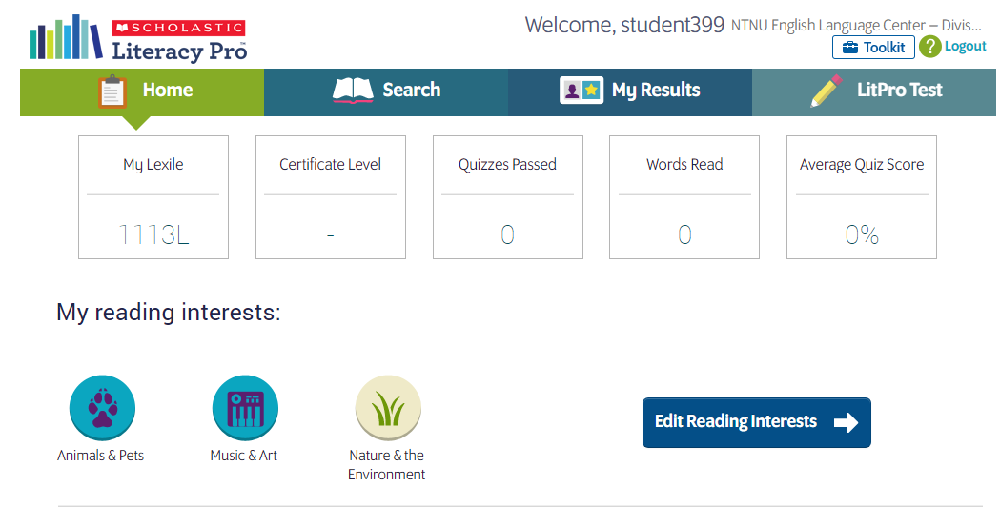 SCHOLASTIC
Literacy Pro™
Welcome, student399 NTNU English Language Center – Divis...
Toolkit ? Logout
Home Search My Results LitPro Test
My Lexile Certificate Level Quizzes Passed Words Read Average Quiz Score
1113L - 0 0 0%
My reading interests:
Edit Reading Interests
Animals & Pets Music & Art Nature & the
Environment